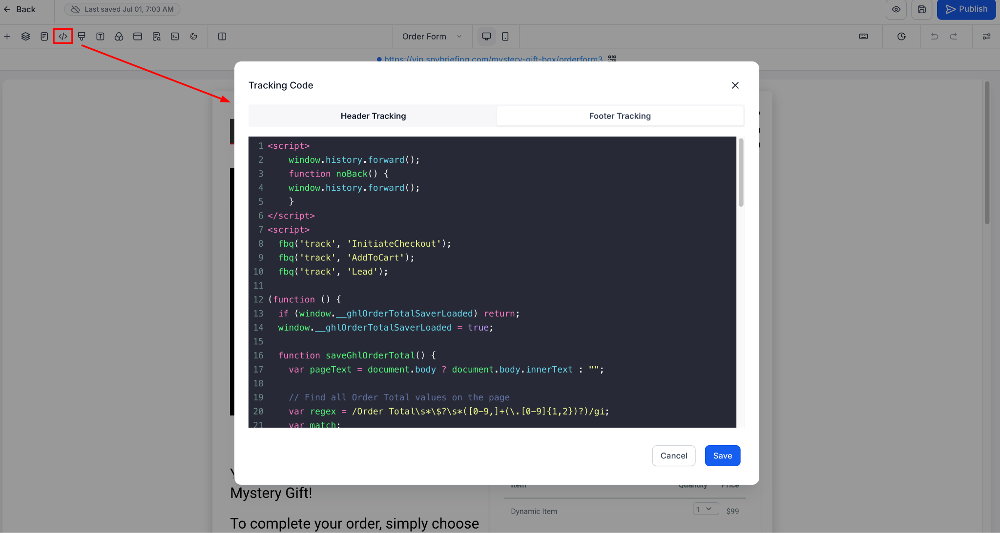 Back
Last saved Jul 01, 7:03 AM
Publish
Order Form
https://vip.spybriefing.com/mystery-gift-box/orderform3
Tracking Code
Header Tracking
Footer Tracking
1 <script>
2     window.history.forward();
3     function noBack() {
4     window.history.forward();
5     }
6 </script>
7 <script>
8   fbq('track', 'InitiateCheckout');
9   fbq('track', 'AddToCart');
10   fbq('track', 'Lead');
11
12 (function () {
13   if (window.__ghlOrderTotalSaverLoaded) return;
14   window.__ghlOrderTotalSaverLoaded = true;
15
16   function saveGhlOrderTotal() {
17     var pageText = document.body ? document.body.innerText : "";
18
19     // Find all Order Total values on the page
20     var regex = /Order Total\s*\$?\s*([0-9,]+(\.[0-9]{1,2})?)/gi;
21     var match;
Cancel
Save
Mystery Gift!
To complete your order, simply choose
Item Quantity Price
Dynamic Item 1 $99